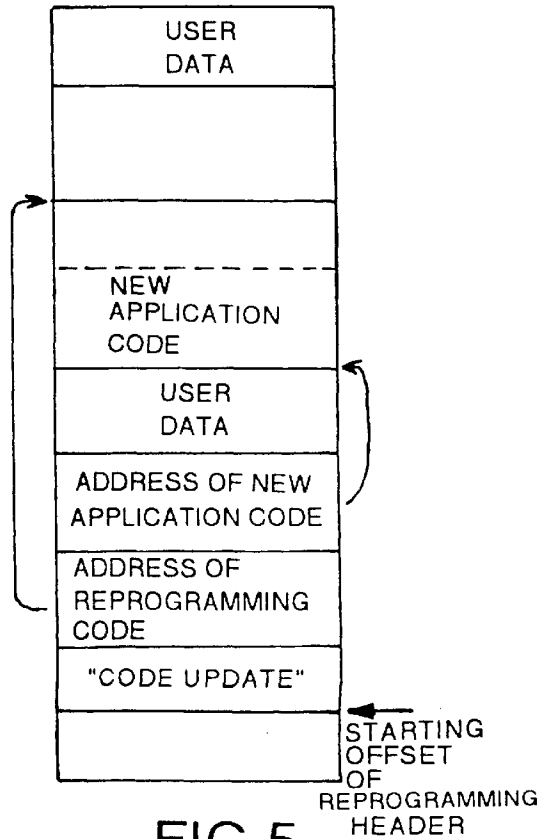 USER
DATA
NEW
APPLICATION
CODE
USER
DATA
ADDRESS OF NEW
APPLICATION CODE
ADDRESS OF
REPROGRAMMING
CODE
"CODE UPDATE"
STARTING
OFFSET
OF
REPROGRAMMING
HEADER
FIG. 5